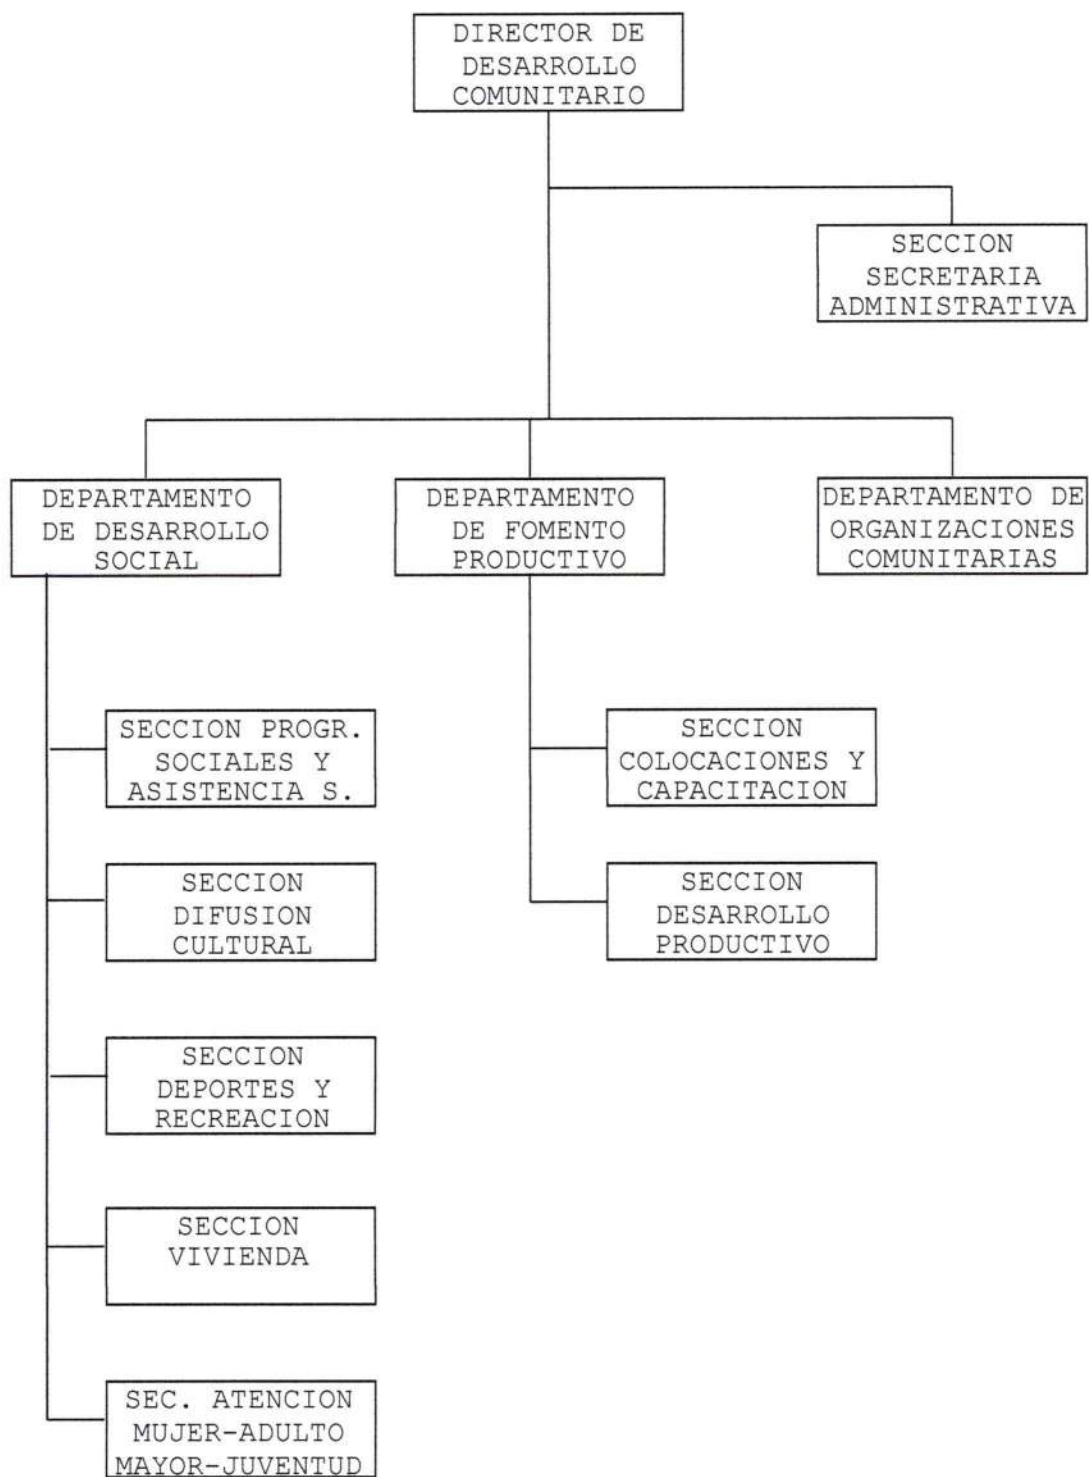 DIRECTOR DE
DESARROLLO
COMUNITARIO
SECCION
SECRETARIA
ADMINISTRATIVA
DEPARTAMENTO
DE DESARROLLO
SOCIAL
DEPARTAMENTO
DE FOMENTO
PRODUCTIVO
DEPARTAMENTO DE
ORGANIZACIONES
COMUNITARIAS
SECCION PROGR.
SOCIALES Y
ASISTENCIA S.
SECCION
COLOCACIONES Y
CAPACITACION
SECCION
DIFUSION
CULTURAL
SECCION
DESARROLLO
PRODUCTIVO
SECCION
DEPORTES Y
RECREACION
SECCION
VIVIENDA
SEC. ATENCION
MUJER-ADULTO
MAYOR-JUVENTUD